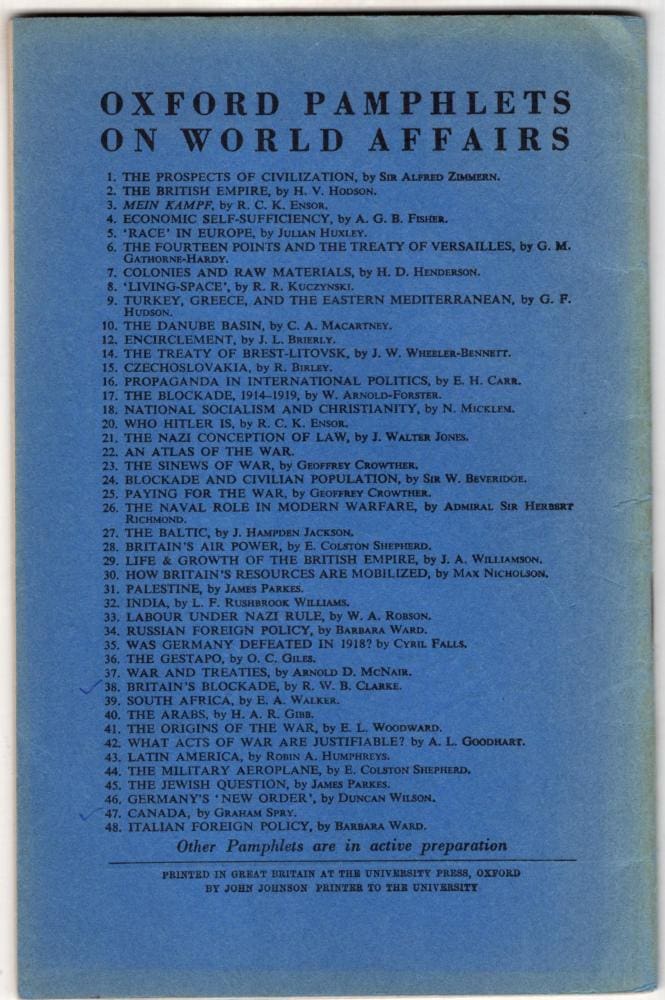 OXFORD PAMPHLETS
ON WORLD AFFAIRS
1. THE PROSPECTS OF CIVILIZATION, by SIR ALFRED ZIMMERN.
2. THE BRITISH EMPIRE, by H. V. HODSON.
3. MEIN KAMPF, by R. C. K. ENSOR.
4. ECONOMIC SELF-SUFFICIENCY, by A. G. B. FISHER.
5. 'RACE' IN EUROPE, by JULIAN HUXLEY.
6. THE FOURTEEN POINTS AND THE TREATY OF VERSAILLES, by G. M.
GATHORNE-HARDY.
7. COLONIES AND RAW MATERIALS, by H. D. HENDERSON.
8. 'LIVING-SPACE', by R. R. KUCZYNSKI.
9. TURKEY, GREECE, AND THE EASTERN MEDITERRANEAN, by G. F.
HUDSON.
10. THE DANUBE BASIN, by C. A. MACARTNEY.
12. ENCIRCLEMENT, by J. L. BRIERLY.
14. THE TREATY OF BREST-LITOVSK, by J. W. WHEELER-BENNETT.
15. CZECHOSLOVAKIA, by R. BIRLEY.
16. PROPAGANDA IN INTERNATIONAL POLITICS, by E. H. CARR.
17. THE BLOCKADE, 1914–1919, by W. ARNOLD-FORSTER.
18. NATIONAL SOCIALISM AND CHRISTIANITY, by N. MICKLEM.
20. WHO HITLER IS, by R. C. K. ENSOR.
21. THE NAZI CONCEPTION OF LAW, by J. WALTER JONES.
22. AN ATLAS OF THE WAR.
23. THE SINEWS OF WAR, by GEOFFREY CROWTHER.
24. BLOCKADE AND CIVILIAN POPULATION, by SIR W. BEVERIDGE.
25. PAYING FOR THE WAR, by GEOFFREY CROWTHER.
26. THE NAVAL ROLE IN MODERN WARFARE, by ADMIRAL SIR HERBERT
RICHMOND.
27. THE BALTIC, by J. HAMPDEN JACKSON.
28. BRITAIN'S AIR POWER, by E. COLSTON SHEPHERD.
29. LIFE & GROWTH OF THE BRITISH EMPIRE, by J. A. WILLIAMSON.
30. HOW BRITAIN'S RESOURCES ARE MOBILIZED, by MAX NICHOLSON.
31. PALESTINE, by JAMES PARKES.
32. INDIA, by L. F. RUSHBROOK WILLIAMS.
33. LABOUR UNDER NAZI RULE, by W. A. ROBSON.
34. RUSSIAN FOREIGN POLICY, by BARBARA WARD.
35. WAS GERMANY DEFEATED IN 1918? by CYRIL FALLS.
36. THE GESTAPO, by O. C. GILES.
37. WAR AND TREATIES, by ARNOLD D. MCNAIR.
38. BRITAIN'S BLOCKADE, by R. W. B. CLARKE.
39. SOUTH AFRICA, by E. A. WALKER.
40. THE ARABS, by H. A. R. GIBB.
41. THE ORIGINS OF THE WAR, by E. L. WOODWARD.
42. WHAT ACTS OF WAR ARE JUSTIFIABLE? by A. L. GOODHART.
43. LATIN AMERICA, by ROBIN A. HUMPHREYS.
44. THE MILITARY AEROPLANE, by E. COLSTON SHEPHERD.
45. THE JEWISH QUESTION, by JAMES PARKES.
46. GERMANY'S 'NEW ORDER', by DUNCAN WILSON.
47. CANADA, by GRAHAM SPRY.
48. ITALIAN FOREIGN POLICY, by BARBARA WARD.
Other Pamphlets are in active preparation
PRINTED IN GREAT BRITAIN AT THE UNIVERSITY PRESS, OXFORD
BY JOHN JOHNSON PRINTER TO THE UNIVERSITY